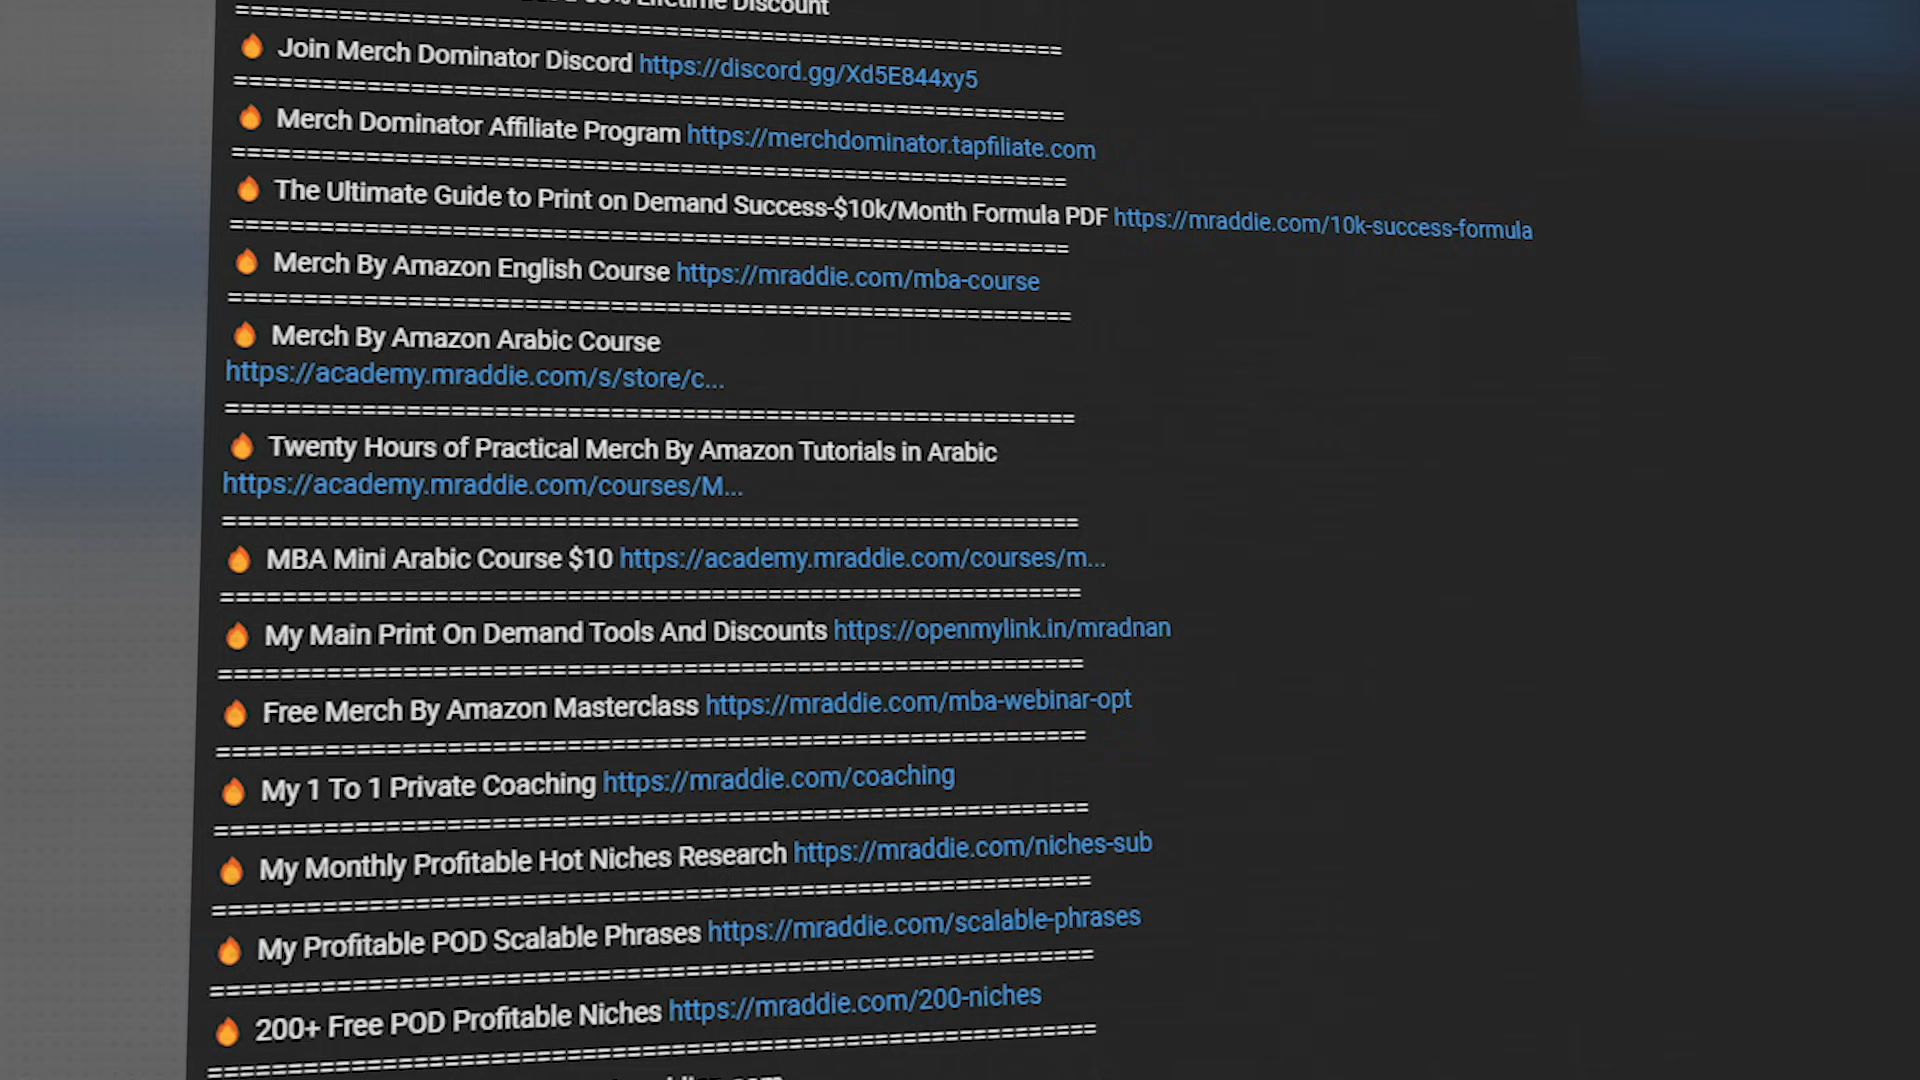 Lifetime Discount
======================================================
🔥 Join Merch Dominator Discord https://discord.gg/Xd5E844xy5
======================================================
🔥 Merch Dominator Affiliate Program https://merchdominator.tapfiliate.com
======================================================
🔥 The Ultimate Guide to Print on Demand Success-$10k/Month Formula PDF https://mraddie.com/10k-success-formula
======================================================
🔥 Merch By Amazon English Course https://mraddie.com/mba-course
======================================================
🔥 Merch By Amazon Arabic Course
https://academy.mraddie.com/s/store/c...
======================================================
🔥 Twenty Hours of Practical Merch By Amazon Tutorials in Arabic
https://academy.mraddie.com/courses/M...
======================================================
🔥 MBA Mini Arabic Course $10 https://academy.mraddie.com/courses/m...
======================================================
🔥 My Main Print On Demand Tools And Discounts https://openmylink.in/mradnan
======================================================
🔥 Free Merch By Amazon Masterclass https://mraddie.com/mba-webinar-opt
======================================================
🔥 My 1 To 1 Private Coaching https://mraddie.com/coaching
======================================================
🔥 My Monthly Profitable Hot Niches Research https://mraddie.com/niches-sub
======================================================
🔥 My Profitable POD Scalable Phrases https://mraddie.com/scalable-phrases
======================================================
🔥 200+ Free POD Profitable Niches https://mraddie.com/200-niches
======================================================